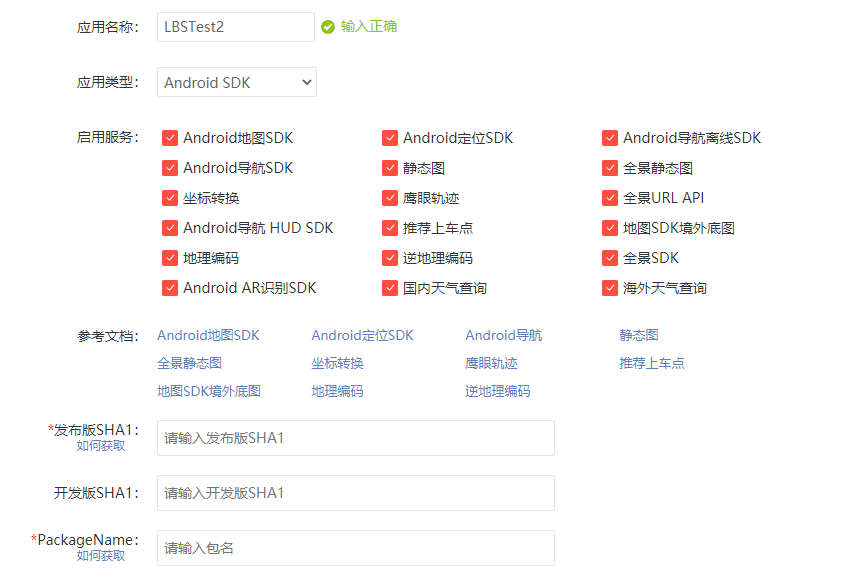 应用名称： LBSTest2 输入正确
应用类型： Android SDK
启用服务： Android地图SDK Android定位SDK Android导航离线SDK
Android导航SDK 静态图 全景静态图
坐标转换 鹰眼轨迹 全景URL API
Android导航 HUD SDK 推荐上车点 地图SDK境外底图
地理编码 逆地理编码 全景SDK
Android AR识别SDK 国内天气查询 海外天气查询
参考文档： Android地图SDK Android定位SDK Android导航 静态图
全景静态图 坐标转换 鹰眼轨迹 推荐上车点
地图SDK境外底图 地理编码 逆地理编码
*发布版SHA1： 请输入发布版SHA1
如何获取
开发版SHA1： 请输入开发版SHA1
*PackageName： 请输入包名
如何获取